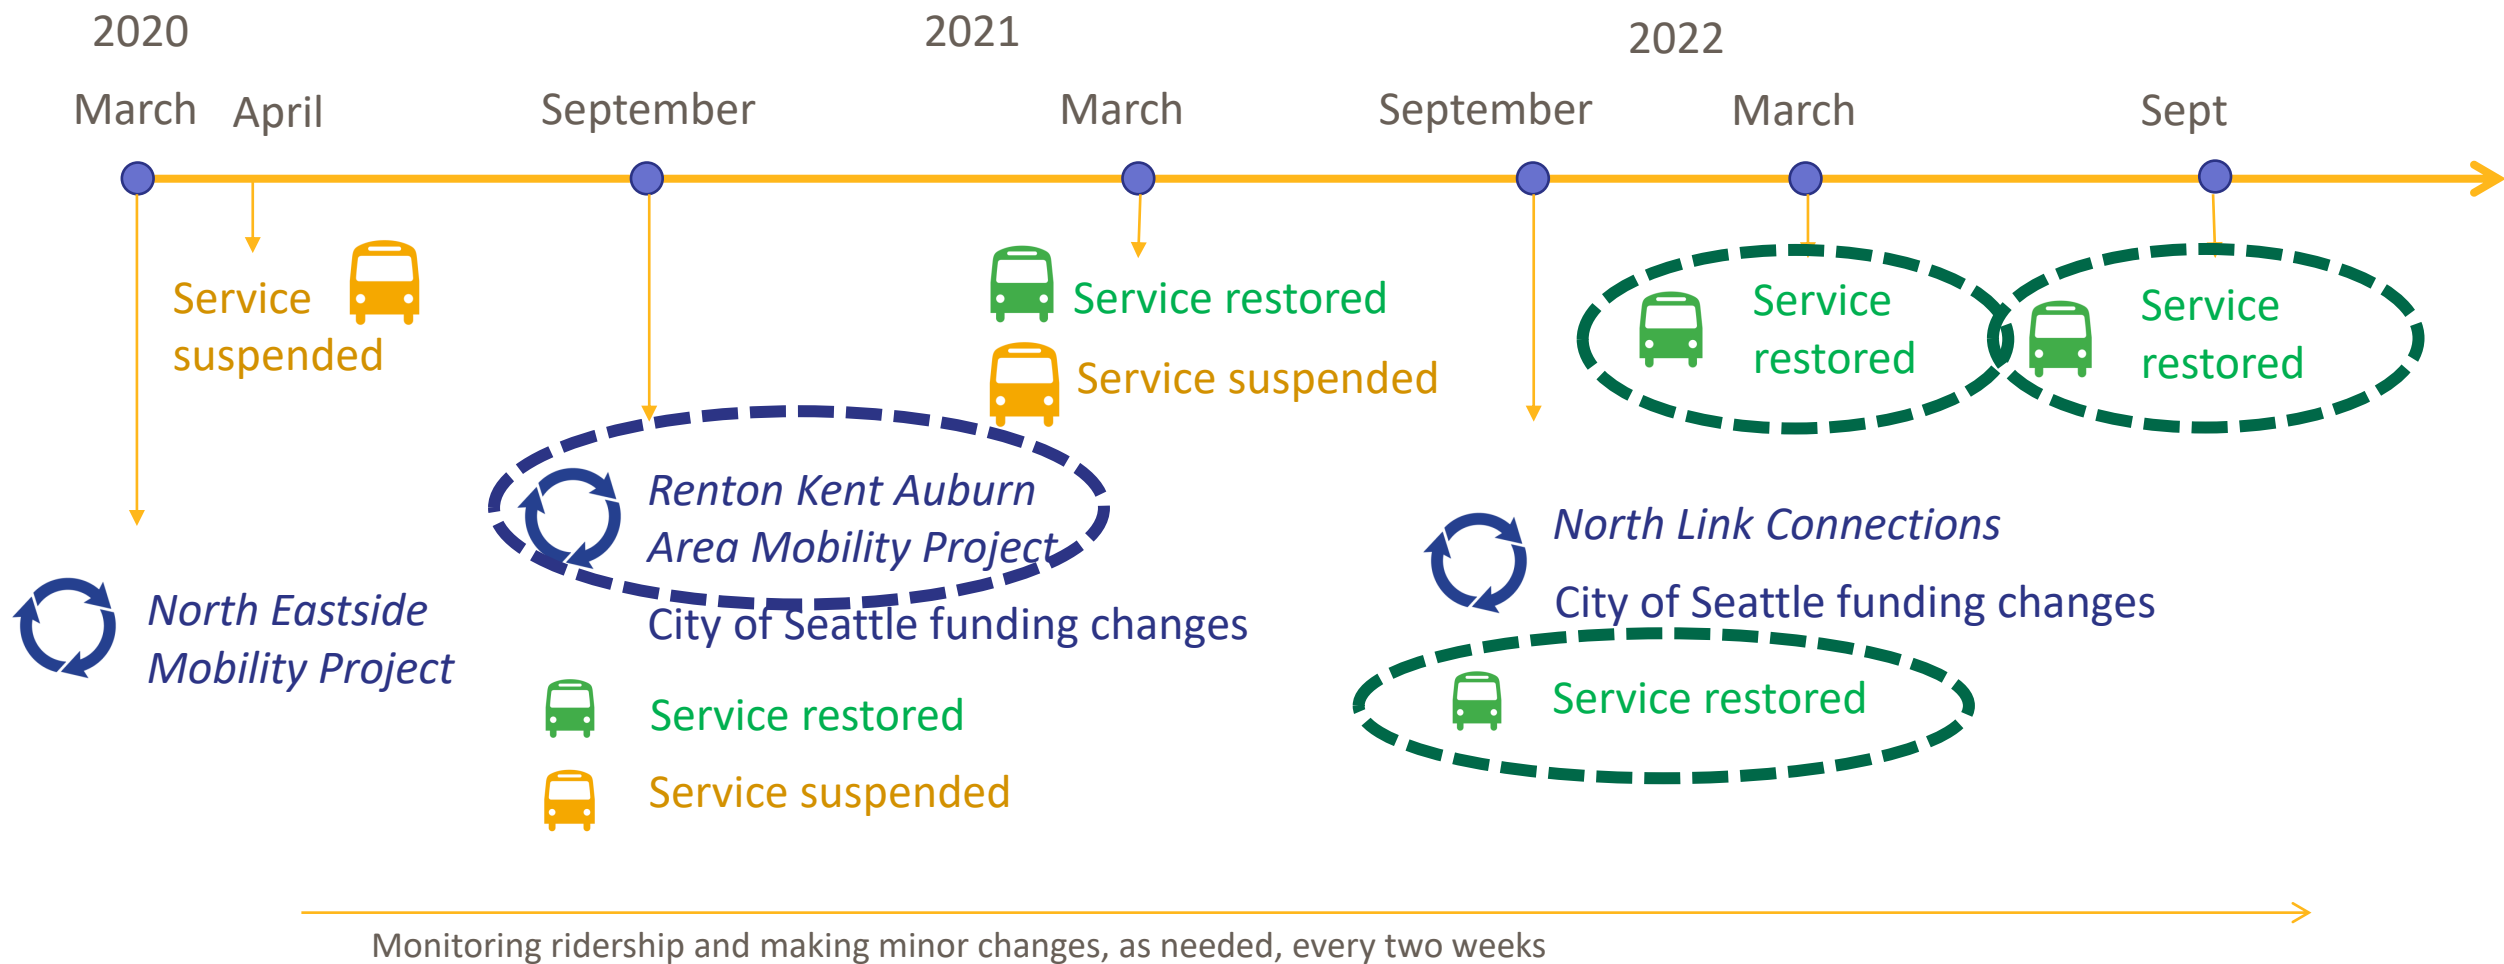 2020
2021
2022
March
April
September
March
September
March
Sept
Service
suspended
Service restored
Service suspended
Service
restored
Service
restored
North Eastside
Mobility Project
Renton Kent Auburn
Area Mobility Project
City of Seattle funding changes
Service restored
Service suspended
North Link Connections
City of Seattle funding changes
Service restored
Monitoring ridership and making minor changes, as needed, every two weeks